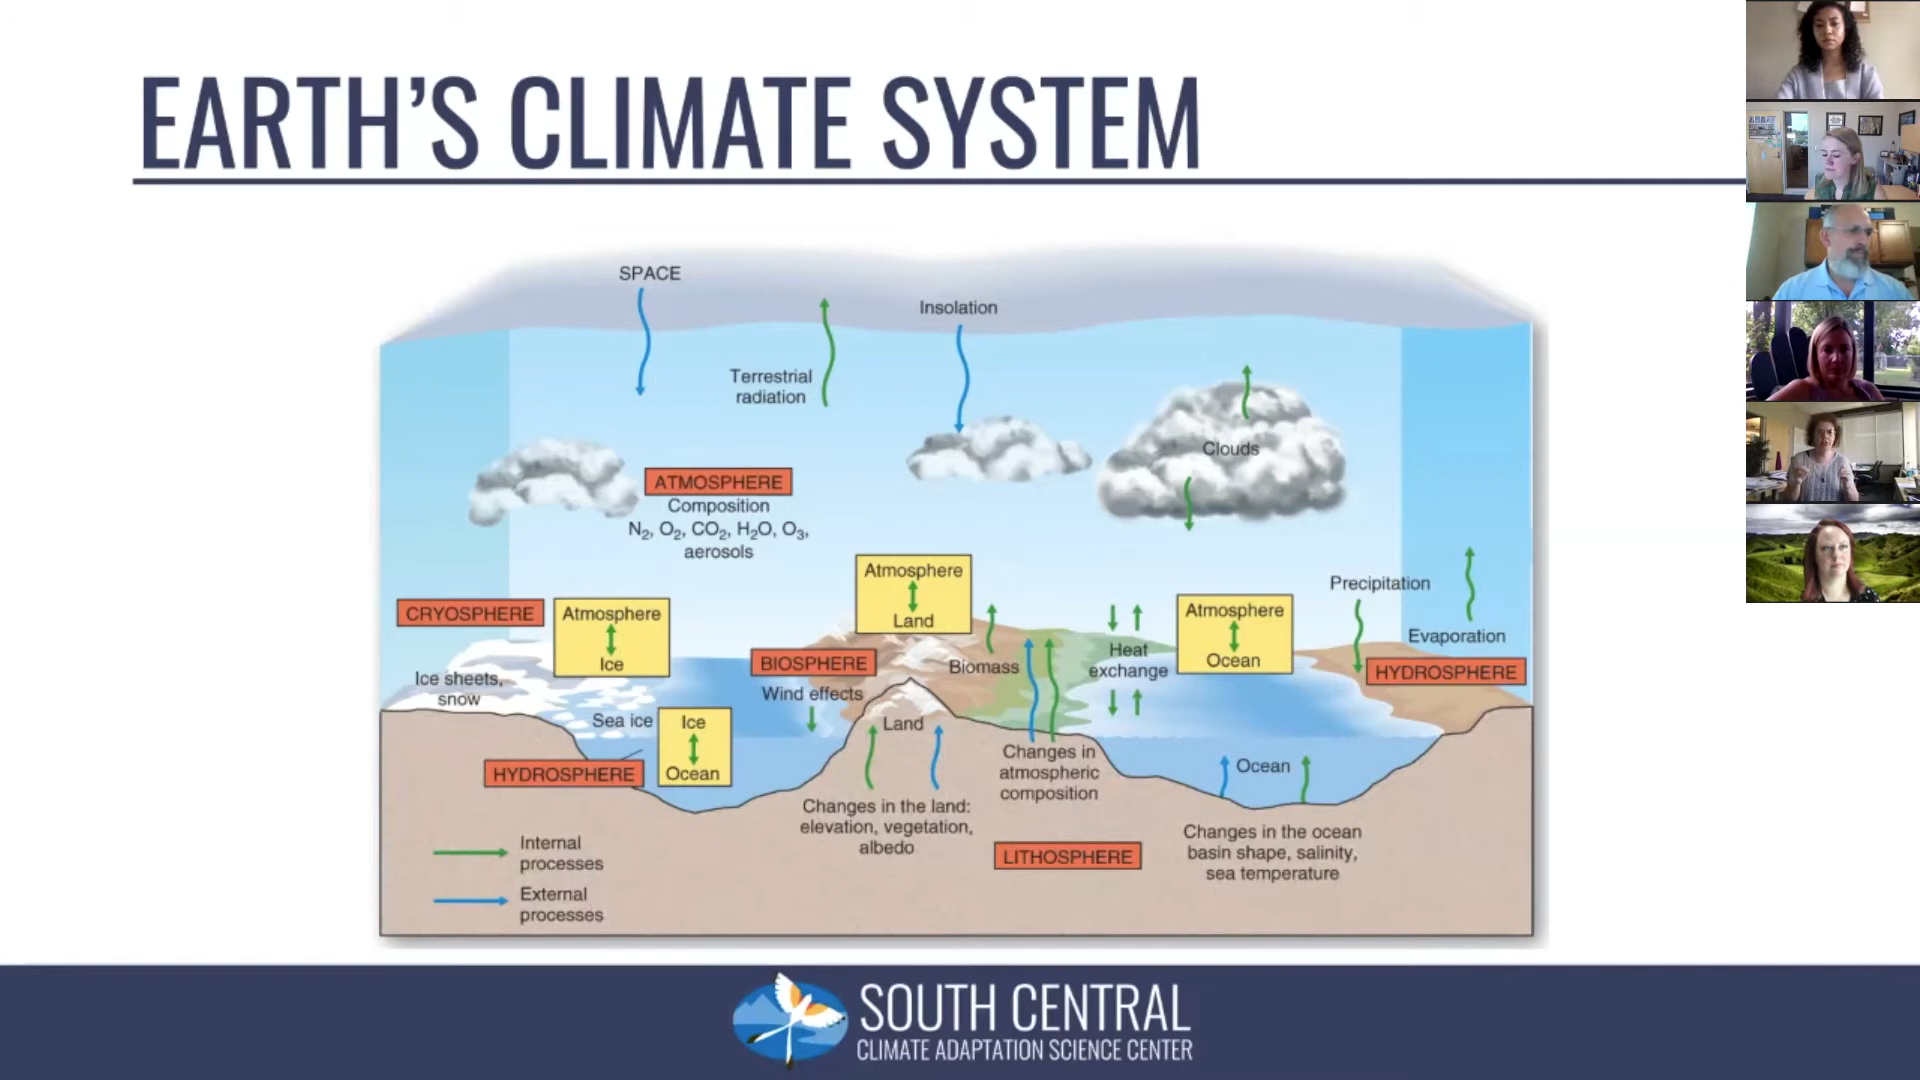 EARTH'S CLIMATE SYSTEM
SPACE
Insolation
Terrestrial
radiation
Clouds
ATMOSPHERE
Composition
N₂, O₂, CO₂, H₂O, O₃,
aerosols
Atmosphere
Land
CRYOSPHERE
Atmosphere
Ice
Ice sheets,
snow
BIOSPHERE
Wind effects
Biomass
Heat
exchange
Atmosphere
Ocean
Precipitation
Evaporation
HYDROSPHERE
Sea ice
Ice
Ocean
HYDROSPHERE
Land
Changes in
atmospheric
composition
Ocean
Changes in the land:
elevation, vegetation,
albedo
LITHOSPHERE
Changes in the ocean
basin shape, salinity,
sea temperature
Internal
processes
External
processes
SOUTH CENTRAL
CLIMATE ADAPTATION SCIENCE CENTER